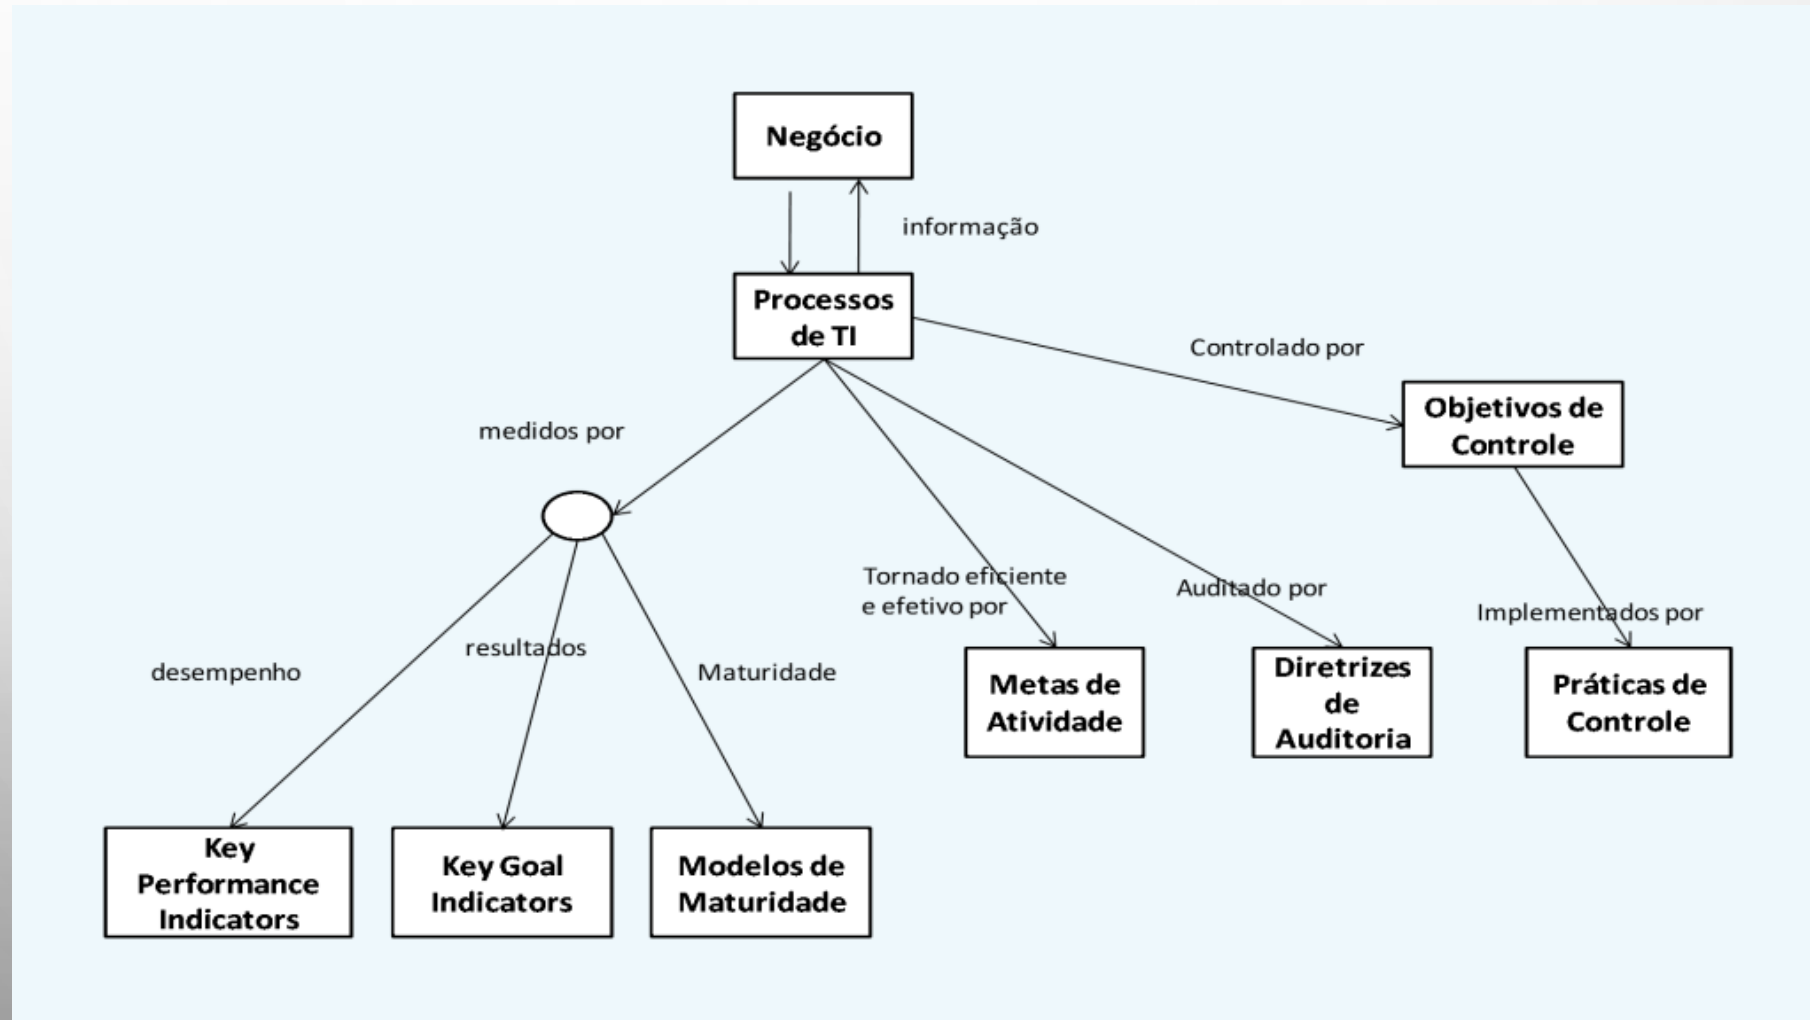 Negócio
informação
Processos
de TI
Controlado por
Objetivos de
Controle
medidos por
Tornado eficiente
e efetivo por
Auditado por
Implementados por
desempenho
resultados
Maturidade
Metas de
Atividade
Diretrizes
de
Auditoria
Práticas de
Controle
Key
Performance
Indicators
Key Goal
Indicators
Modelos de
Maturidade